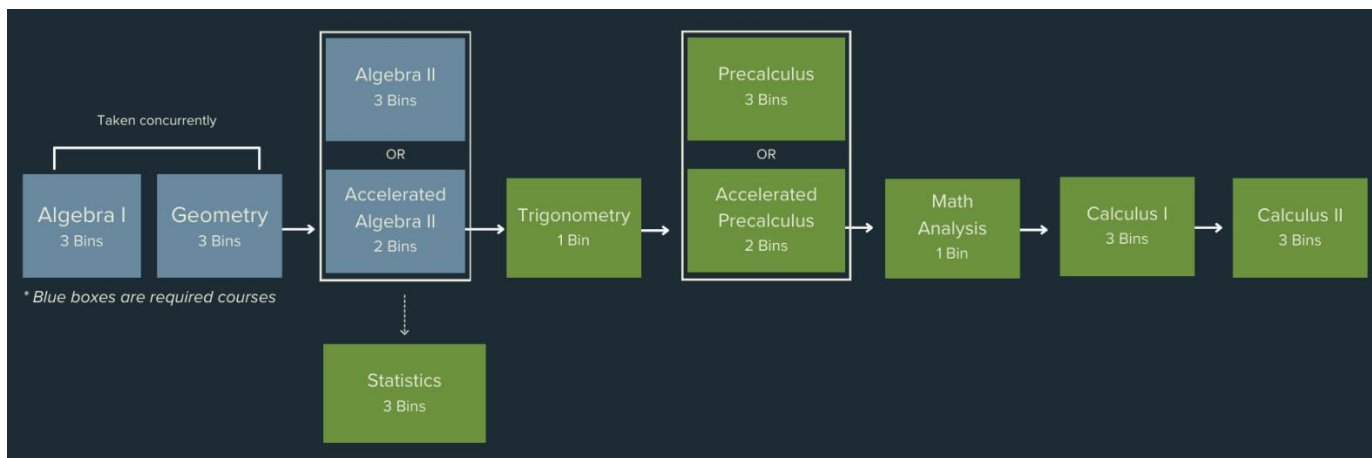 Taken concurrently
Algebra I
3 Bins
Geometry
3 Bins
* Blue boxes are required courses
Algebra II
3 Bins
OR
Accelerated
Algebra II
2 Bins
Statistics
3 Bins
Trigonometry
1 Bin
Precalculus
3 Bins
OR
Accelerated
Precalculus
2 Bins
Math
Analysis
1 Bin
Calculus I
3 Bins
Calculus II
3 Bins